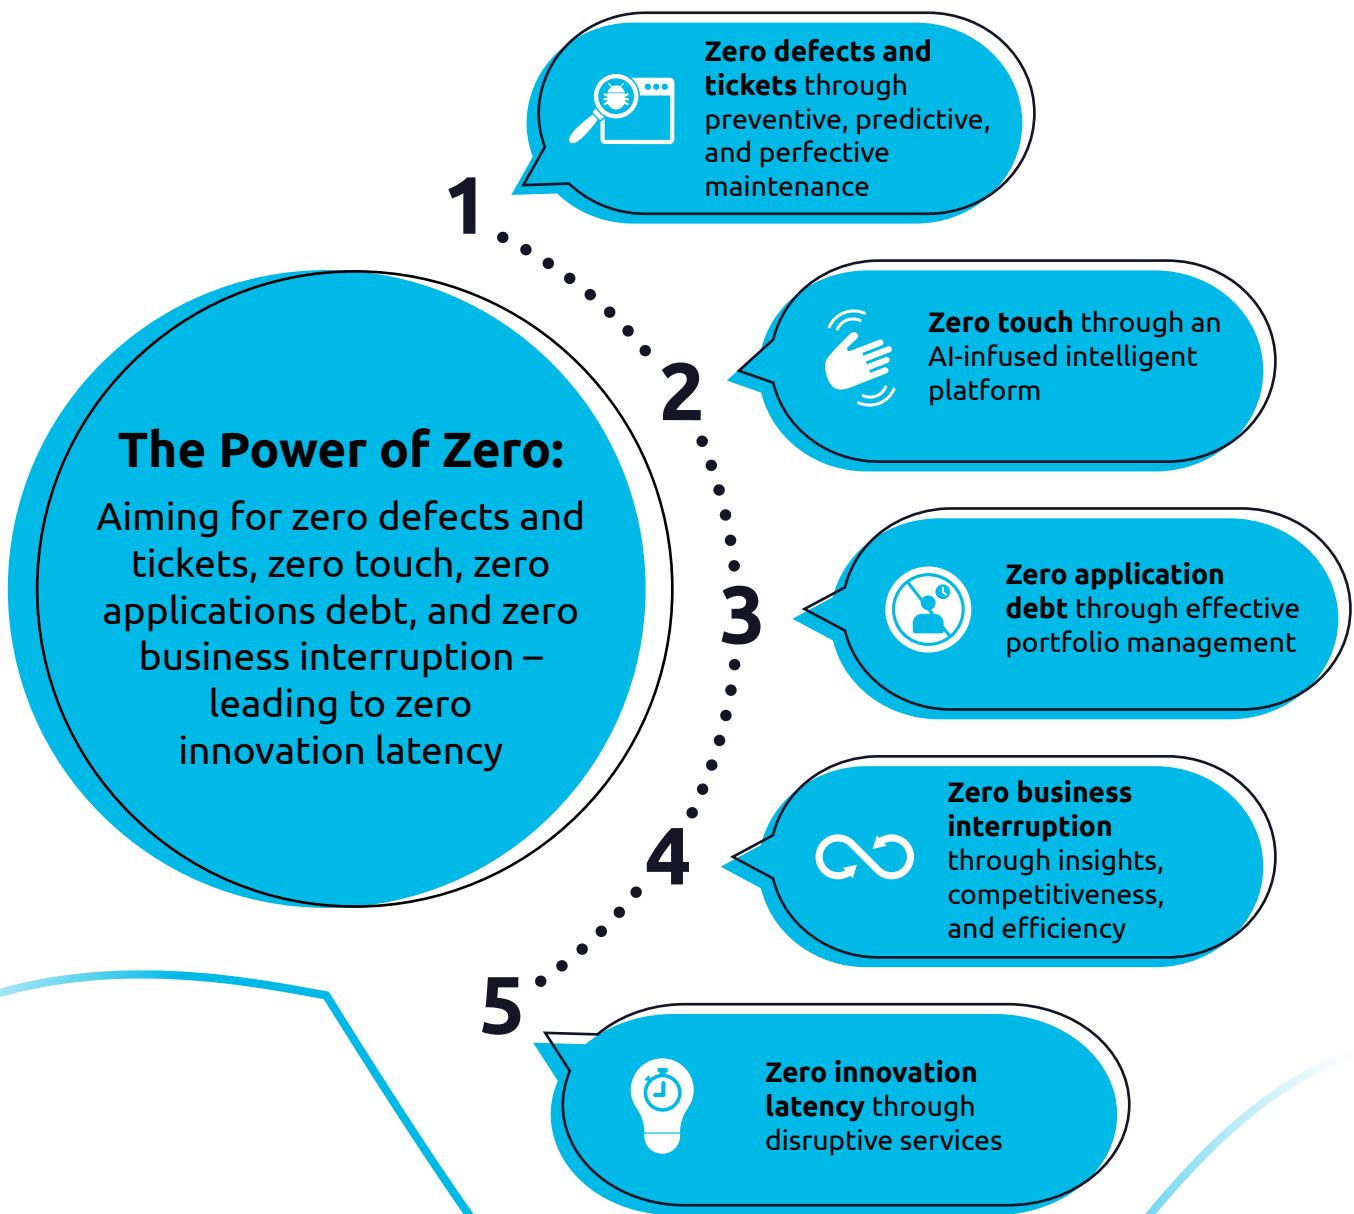 The Power of Zero:
Aiming for zero defects and
tickets, zero touch, zero
applications debt, and zero
business interruption –
leading to zero
innovation latency
1
Zero defects and
tickets through
preventive, predictive,
and perfective
maintenance
2
Zero touch through an
AI-infused intelligent
platform
3
Zero application
debt through effective
portfolio management
4
Zero business
interruption
through insights,
competitiveness,
and efficiency
5
Zero innovation
latency through
disruptive services